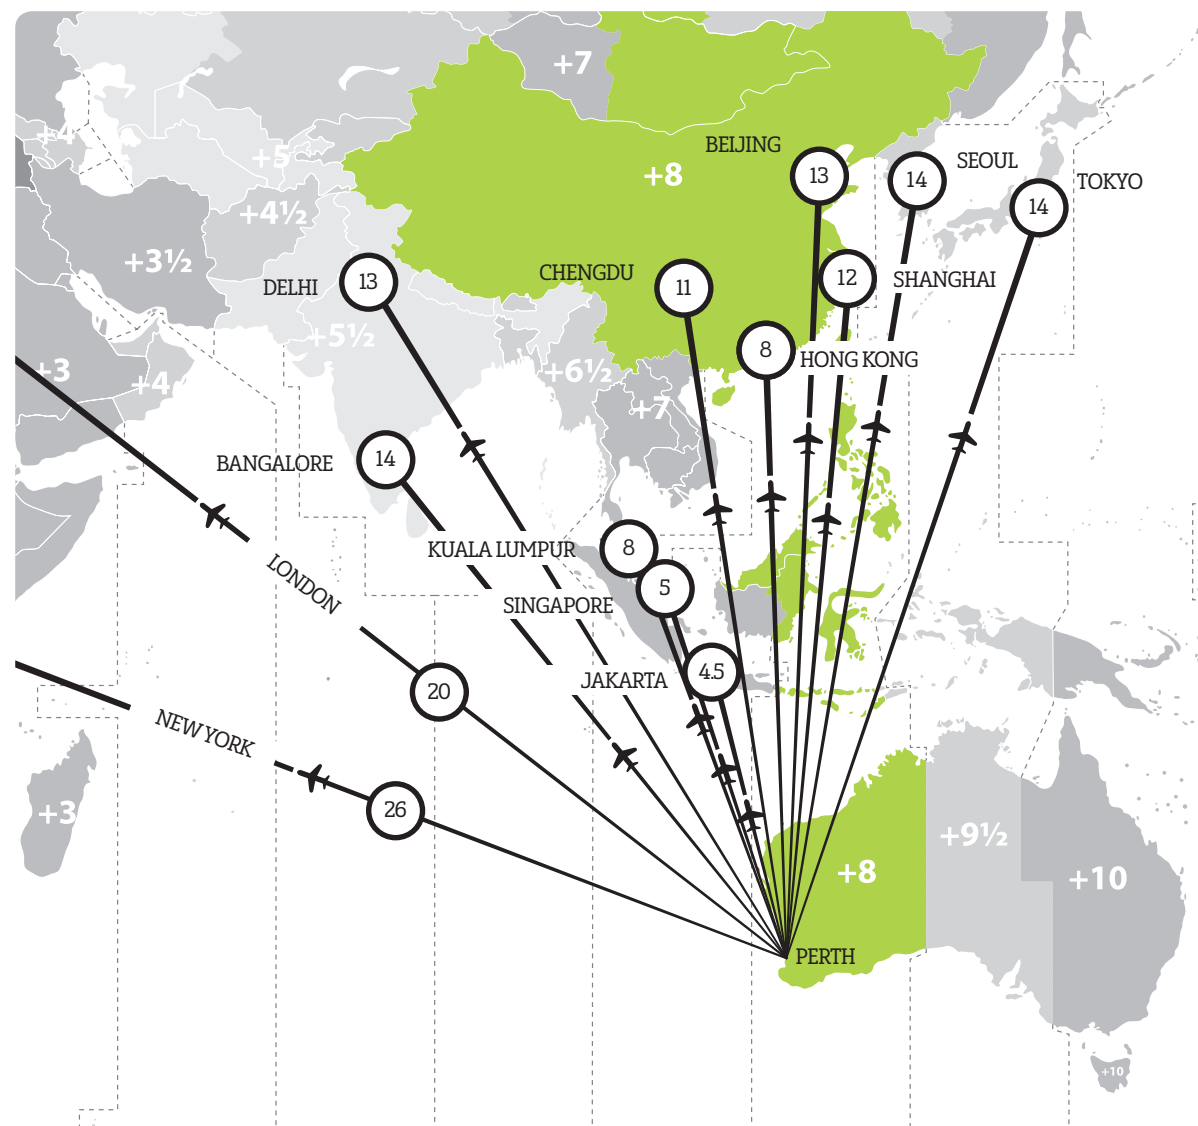 +7
BEIJING
+4
+5
SEOUL
+8
13
14
TOKYO
14
+4½
+3½
CHENGDU
DELHI
13
11
12
SHANGHAI
+5½
8
HONG KONG
+3
+4
+6½
+7
BANGALORE
14
KUALA LUMPUR
8
LONDON
5
SINGAPORE
4.5
JAKARTA
20
NEW YORK
26
+3
+9½
+8
+10
PERTH
+10